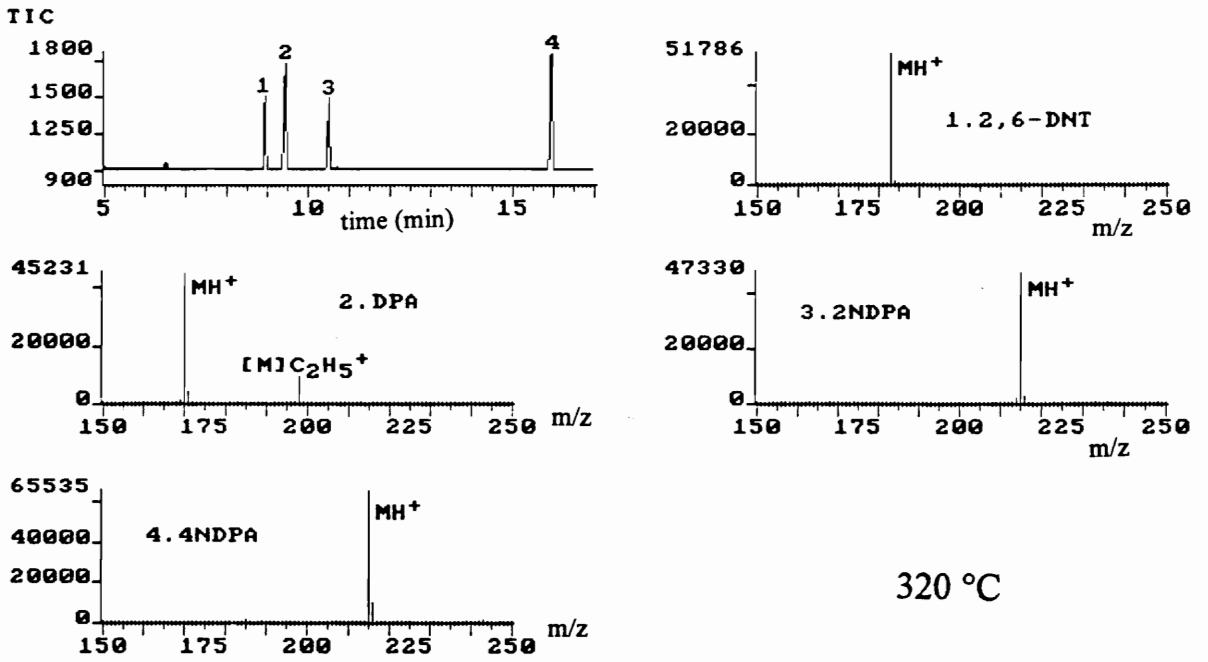 TIC
1800
1500
1250
900
1
2
3
4
5 10 15
time (min)
51786
20000
0
MH+
1.2,6-DNT
150 175 200 225 250
m/z
45231
20000
0
MH+
2.DPA
[M]C2H5+
150 175 200 225 250 m/z
47330
20000
0
MH+
3.2NDPA
150 175 200 225 250
m/z
65535
40000
20000
0
MH+
4.4NDPA
150 175 200 225 250 m/z
320 °C